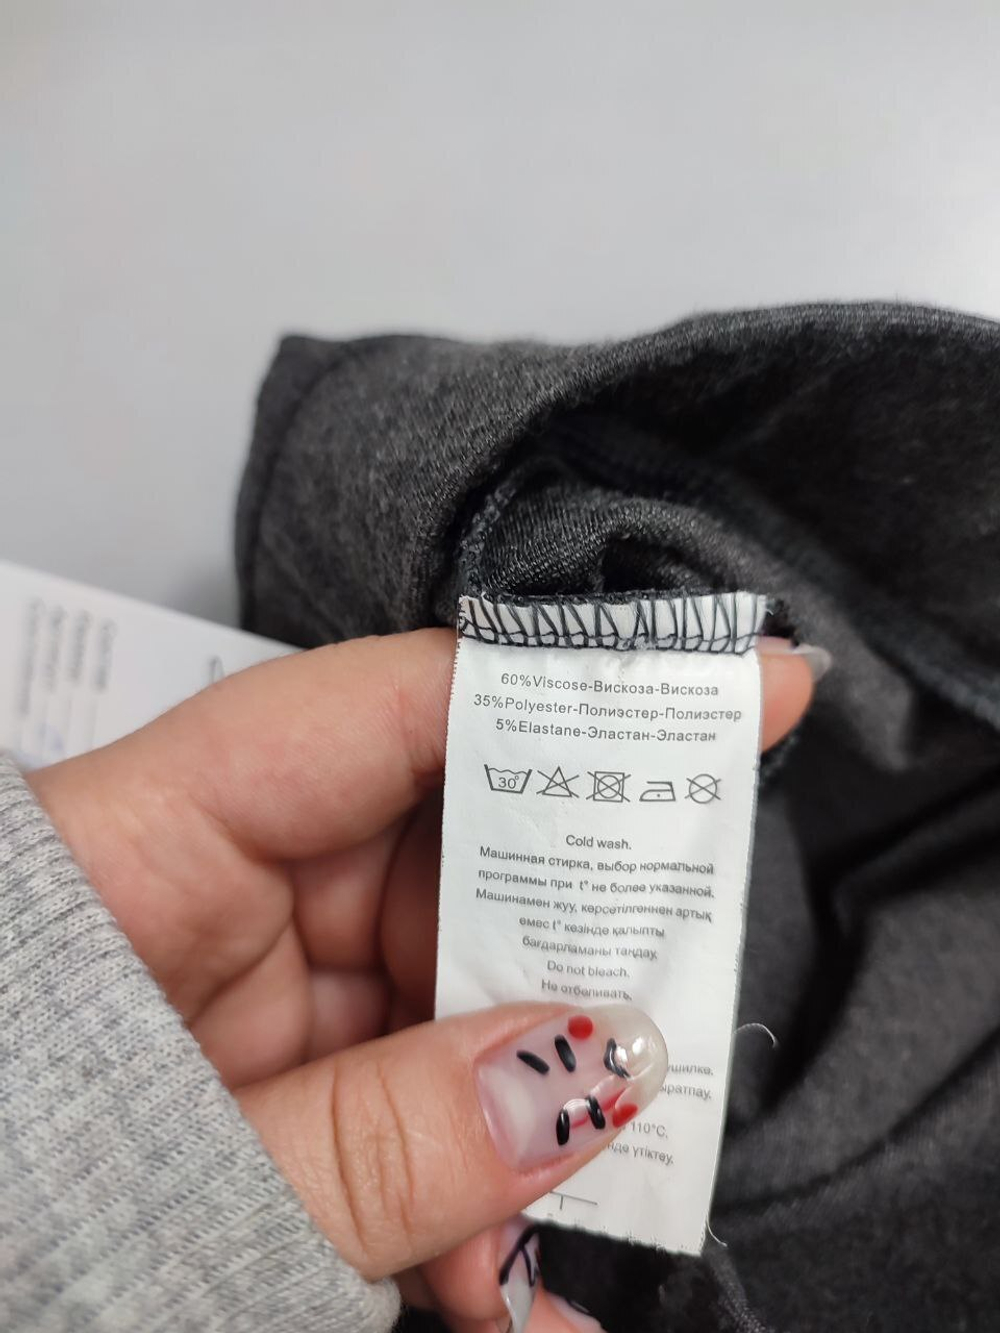 60%Viscose-Вискоза-Вискоза
35%Polyester-Полиэстер-Полиэстер
5%Elastane-Эластан-Эластан
30°
Cold wash.
Машинная стирка, выбор нормальной
программы при t° не более указанной.
Машинамен жуу, көрсетілгеннен артық
емес t° кезінде қалыпты
бағдарламаны таңдау.
Do not bleach.
Не отбеливать.
110°C,
үтіктеу.